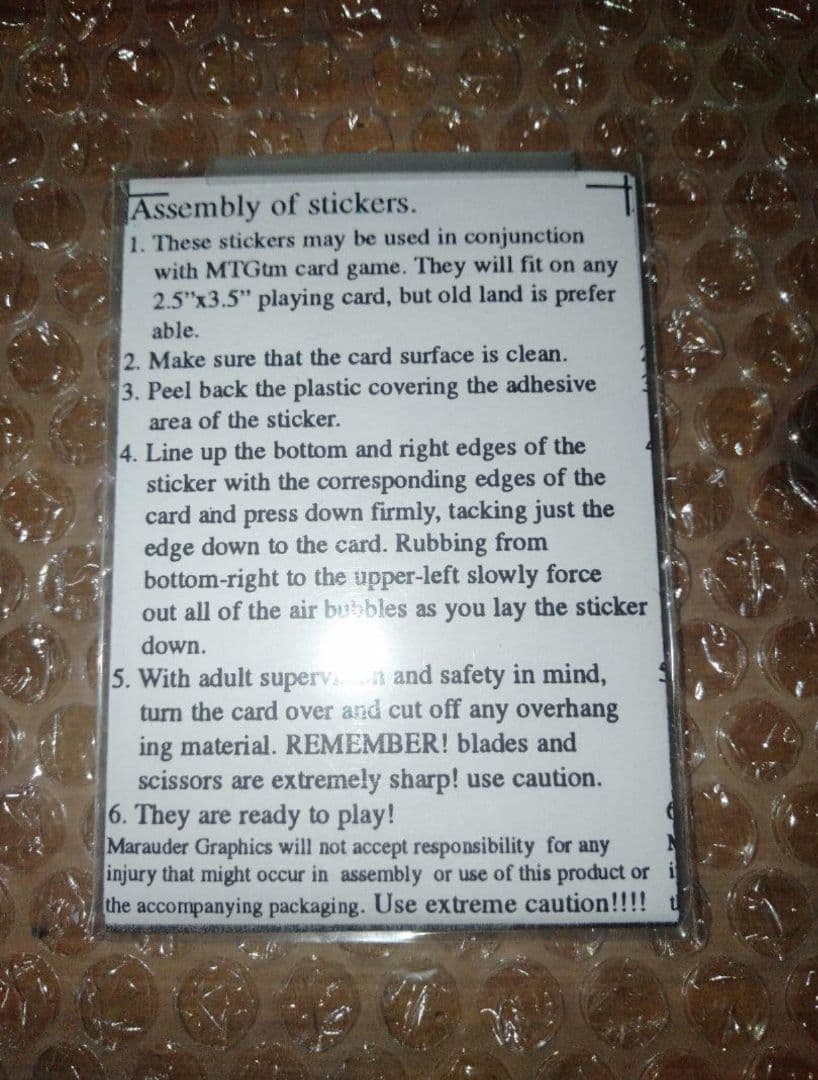 Assembly of stickers.
1. These stickers may be used in conjunction
with MTGtm card game. They will fit on any
2.5"x3.5" playing card, but old land is prefer
able.
2. Make sure that the card surface is clean.
3. Peel back the plastic covering the adhesive
area of the sticker.
4. Line up the bottom and right edges of the
sticker with the corresponding edges of the
card and press down firmly, tacking just the
edge down to the card. Rubbing from
bottom-right to the upper-left slowly force
out all of the air bubbles as you lay the sticker
down.
5. With adult supervision and safety in mind,
turn the card over and cut off any overhang
ing material. REMEMBER! blades and
scissors are extremely sharp! use caution.
6. They are ready to play!
Marauder Graphics will not accept responsibility for any
injury that might occur in assembly or use of this product or
the accompanying packaging. Use extreme caution!!!!